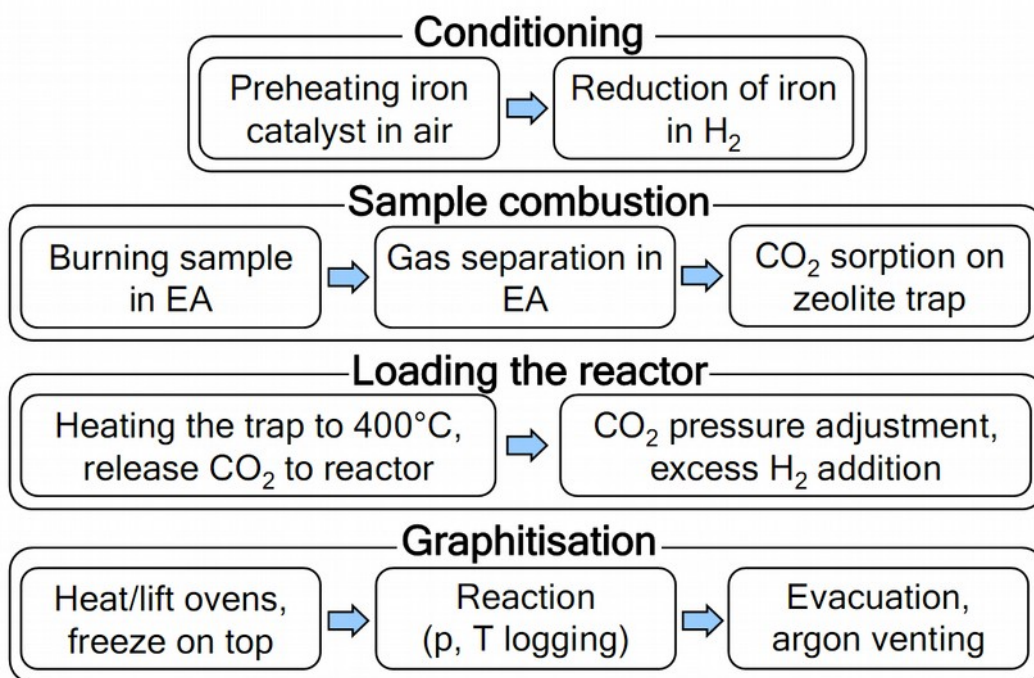 Conditioning
Preheating iron
catalyst in air
Reduction of iron
in H₂
Sample combustion
Burning sample
in EA
Gas separation in
EA
CO₂ sorption on
zeolite trap
Loading the reactor
Heating the trap to 400°C,
release CO₂ to reactor
CO₂ pressure adjustment,
excess H₂ addition
Graphitisation
Heat/lift ovens,
freeze on top
Reaction
(p, T logging)
Evacuation,
argon venting